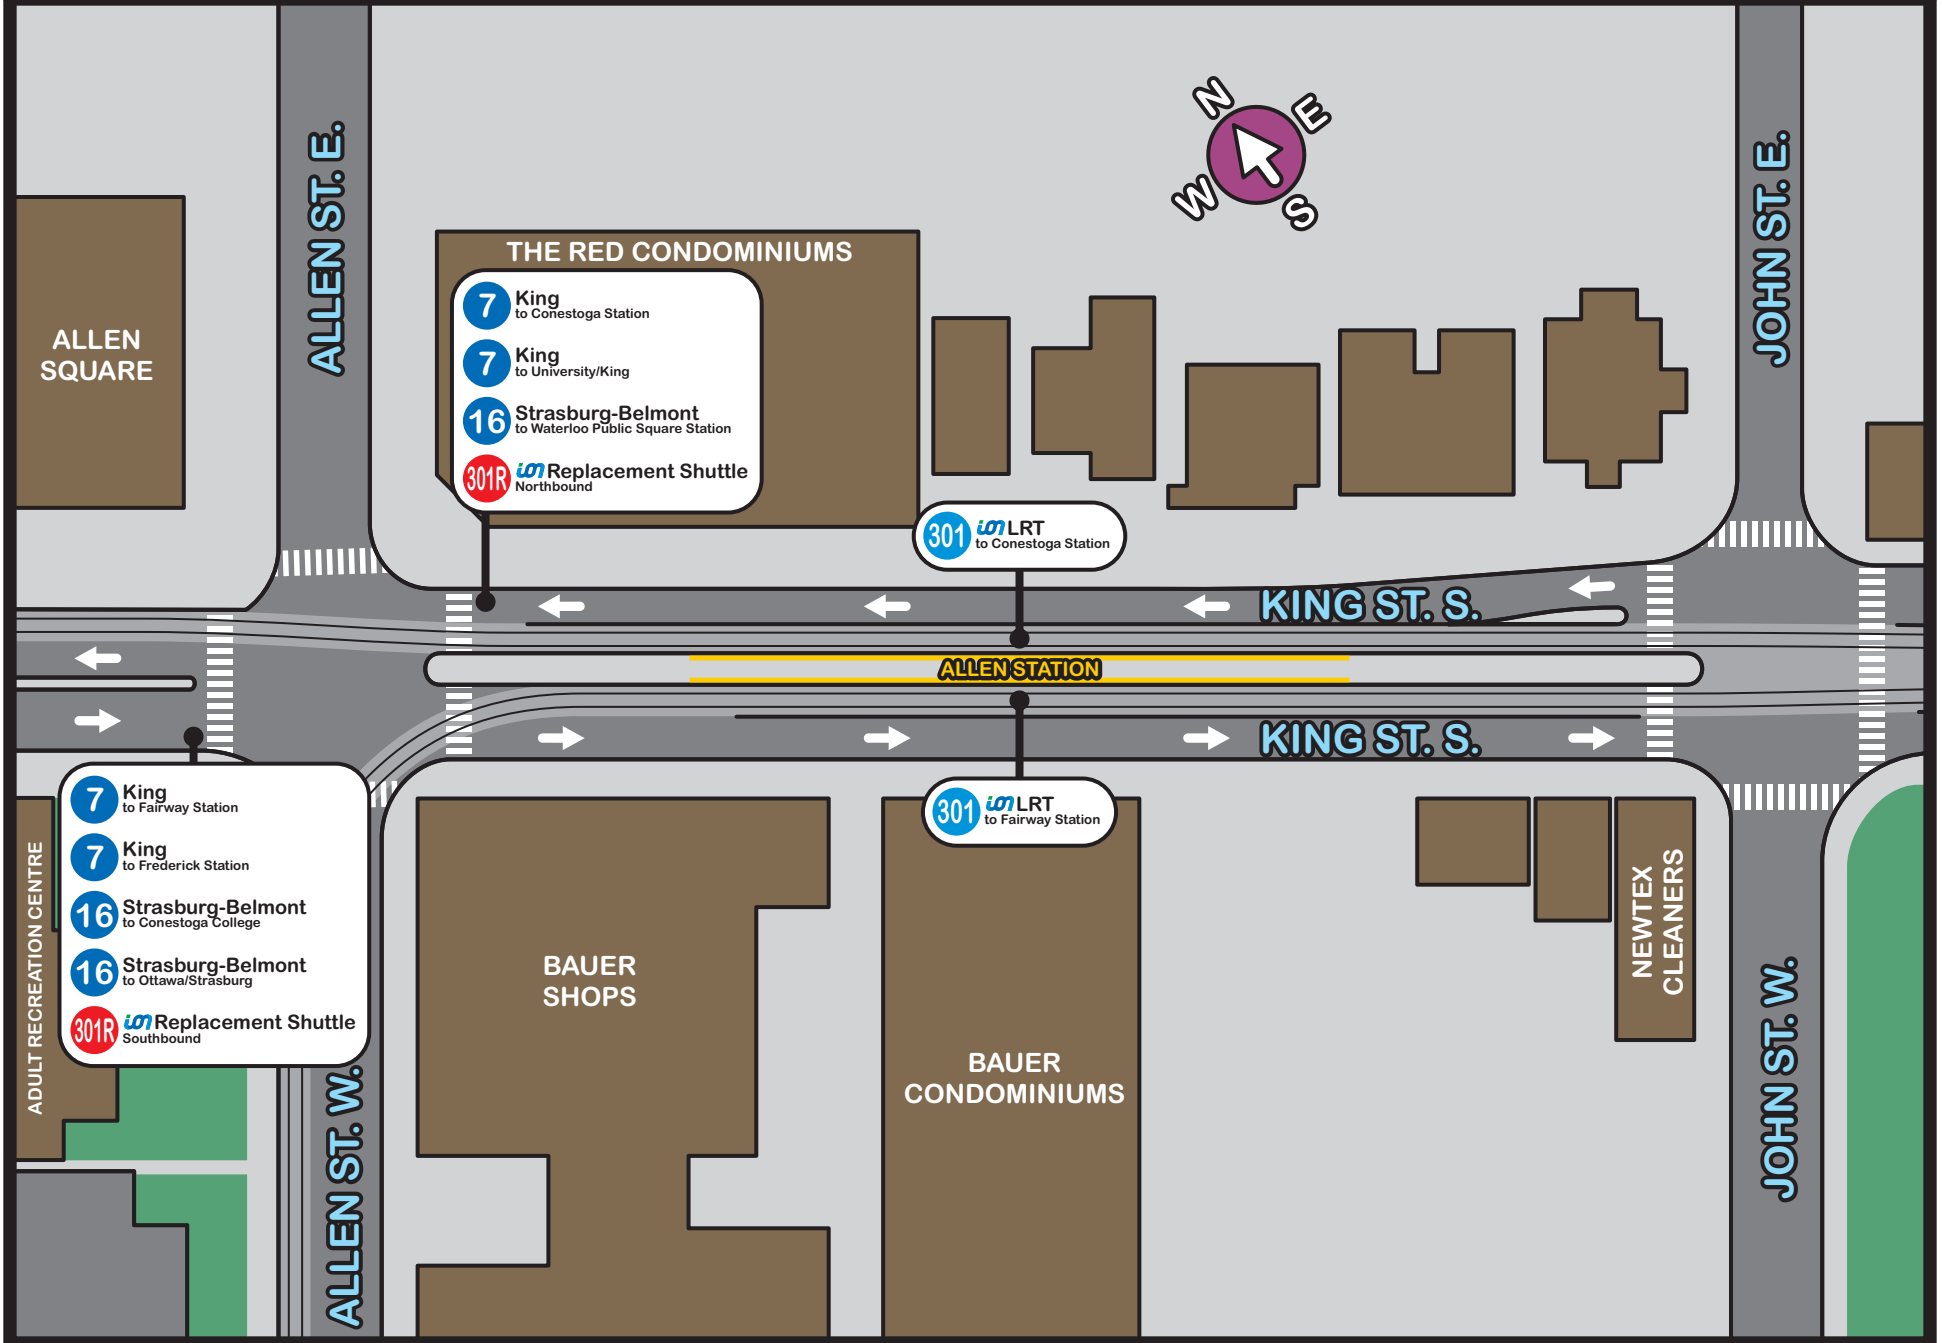 N
E
W
S
ALLEN ST. E.
JOHN ST. E.
ALLEN
SQUARE
THE RED CONDOMINIUMS
7 King
to Conestoga Station
7 King
to University/King
16 Strasburg-Belmont
to Waterloo Public Square Station
301R ion Replacement Shuttle
Northbound
301 ion LRT
to Conestoga Station
KING ST. S.
ALLEN STATION
KING ST. S.
301 ion LRT
to Fairway Station
7 King
to Fairway Station
7 King
to Frederick Station
16 Strasburg-Belmont
to Conestoga College
16 Strasburg-Belmont
to Ottawa/Strasburg
301R ion Replacement Shuttle
Southbound
ADULT RECREATION CENTRE
ALLEN ST. W.
BAUER
SHOPS
BAUER
CONDOMINIUMS
NEWTEX
CLEANERS
JOHN ST. W.